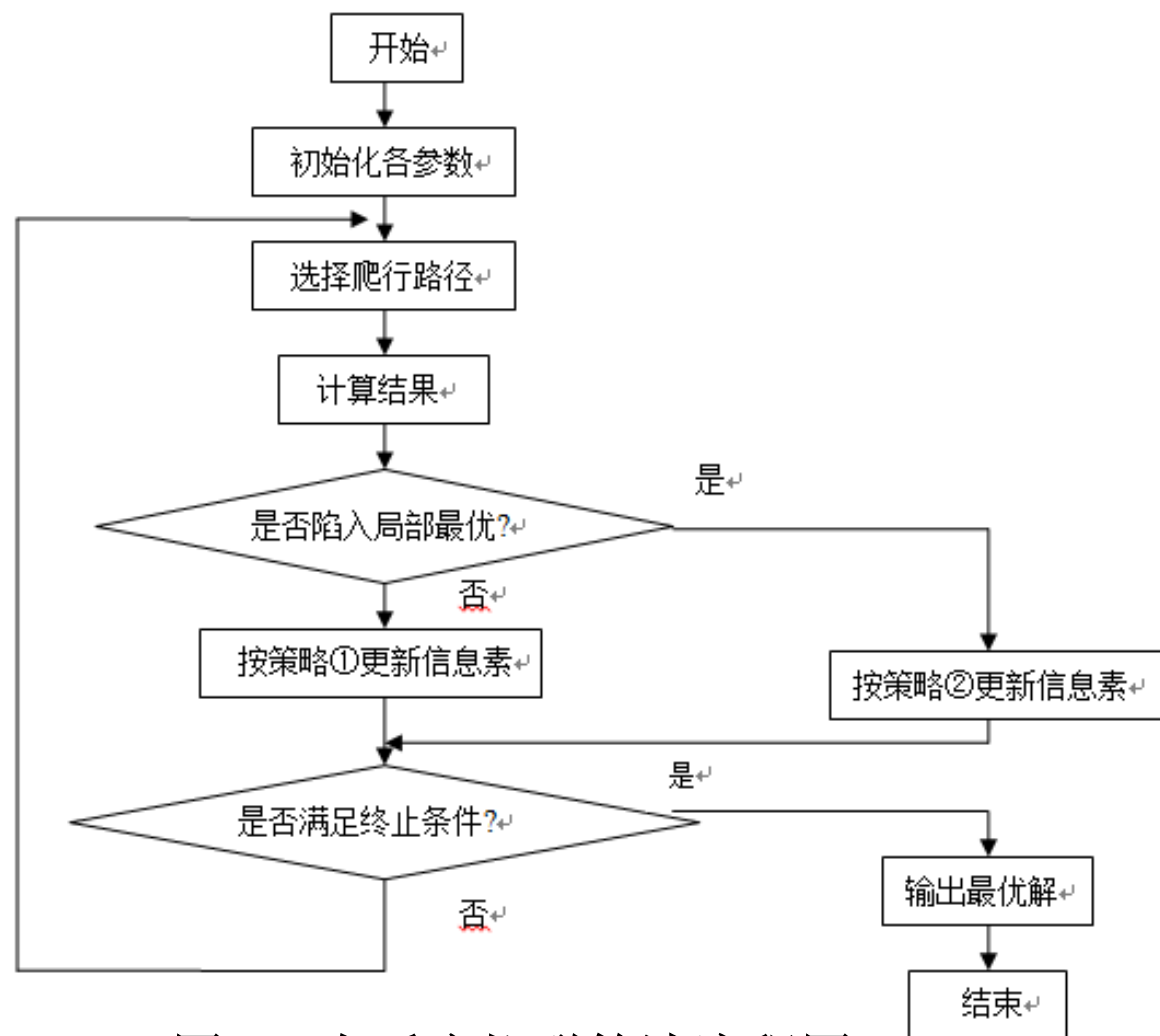 开始
初始化各参数
选择爬行路径
计算结果
是
是否陷入局部最优?
否
按策略①更新信息素
按策略②更新信息素
是
是否满足终止条件?
输出最优解
否
结束